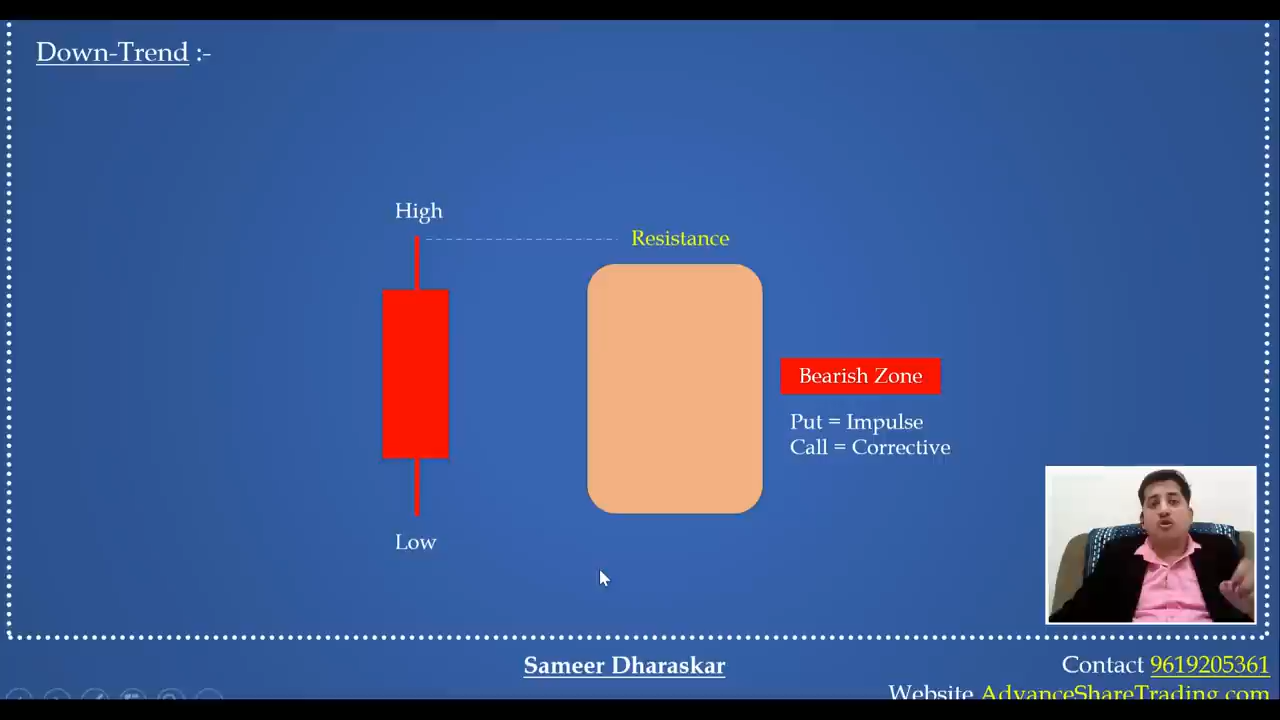 Down-Trend :-
High
Resistance
Bearish Zone
Put = Impulse
Call = Corrective
Low
Sameer Dharaskar
Contact 9619205361
Website AdvanceShareTrading.com